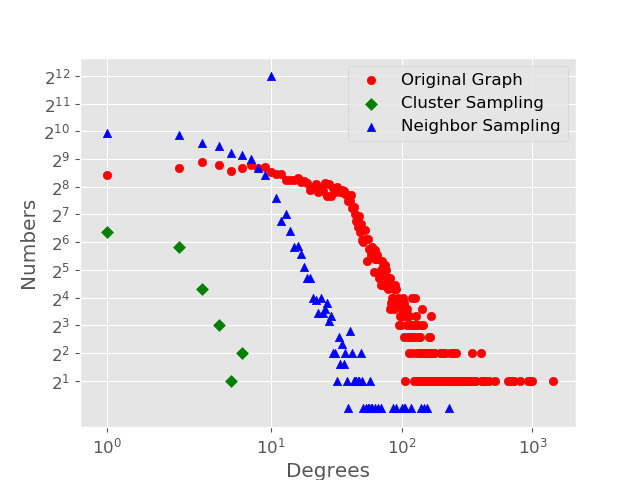 Original Graph
Cluster Sampling
Neighbor Sampling
2^12
2^11
2^10
2^9
2^8
2^7
2^6
2^5
2^4
2^3
2^2
2^1
Numbers
10^0 10^1 10^2 10^3
Degrees